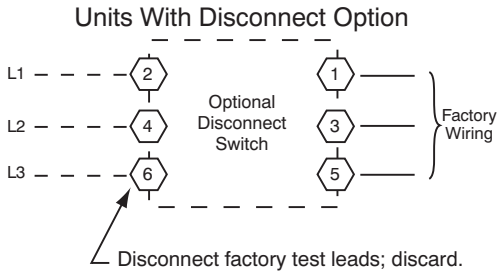 Units With Disconnect Option
L1 2 1
Optional
Disconnect
Switch
L2 4 3
Factory
Wiring
L3 6 5
Disconnect factory test leads; discard.